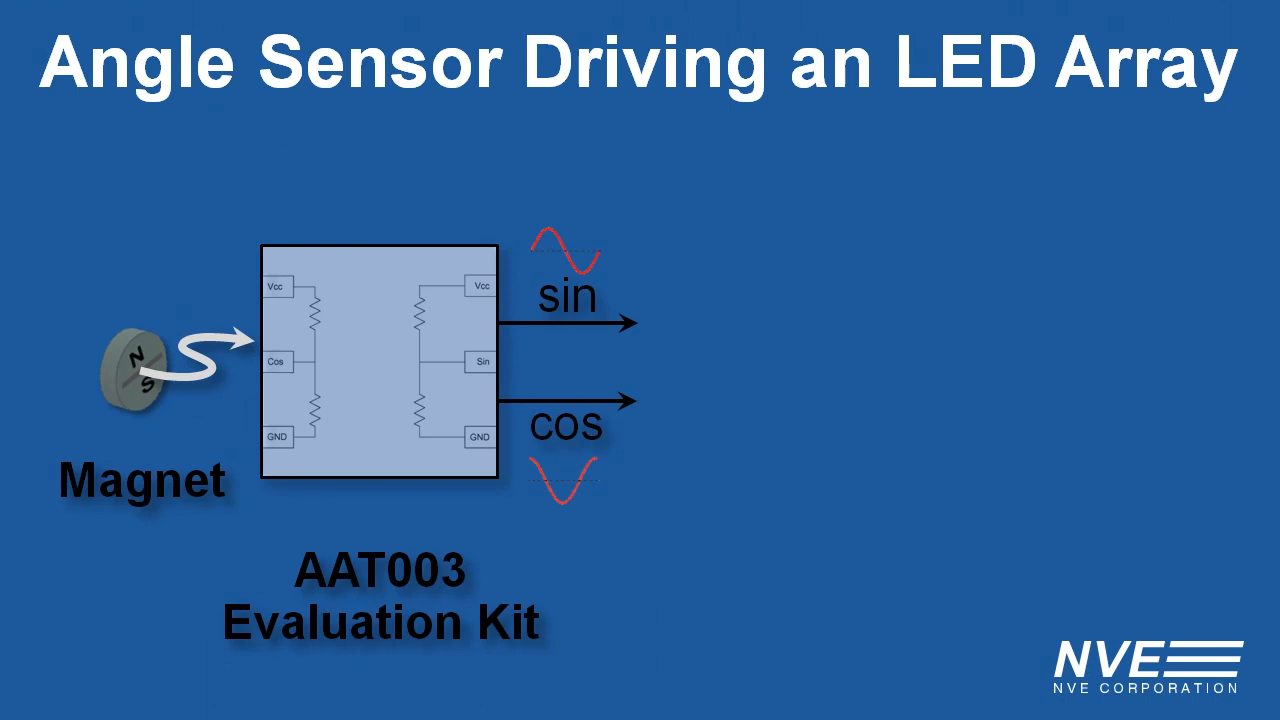 Angle Sensor Driving an LED Array
sin
Vcc
Vcc
N
S
Cos
Sin
cos
GND
GND
Magnet
AAT003
Evaluation Kit
NVE
NVE CORPORATION